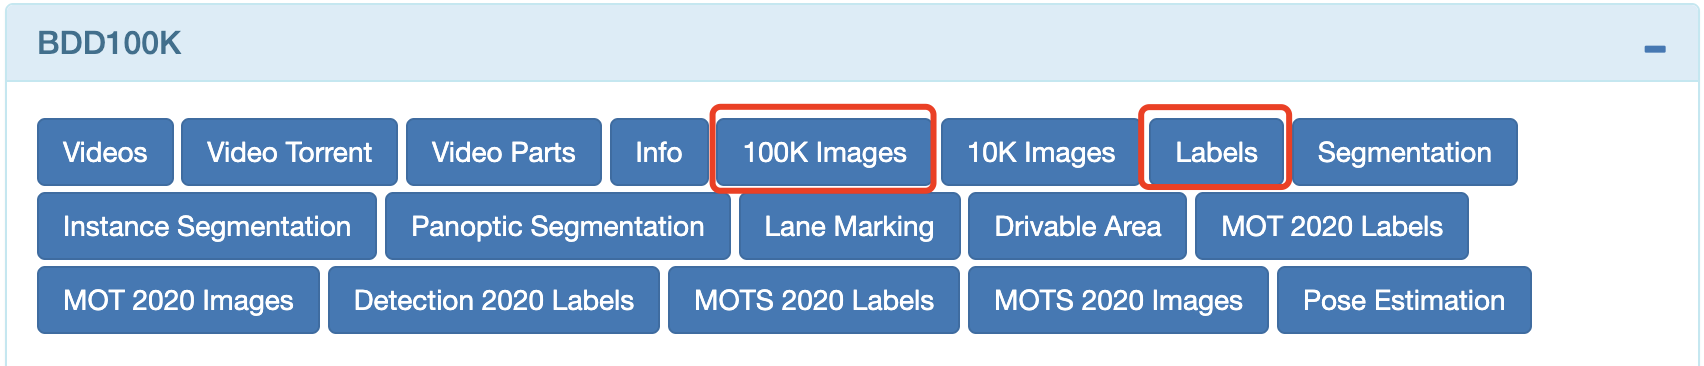 BDD100K
Videos Video Torrent Video Parts Info 100K Images 10K Images Labels Segmentation
Instance Segmentation Panoptic Segmentation Lane Marking Drivable Area MOT 2020 Labels
MOT 2020 Images Detection 2020 Labels MOTS 2020 Labels MOTS 2020 Images Pose Estimation